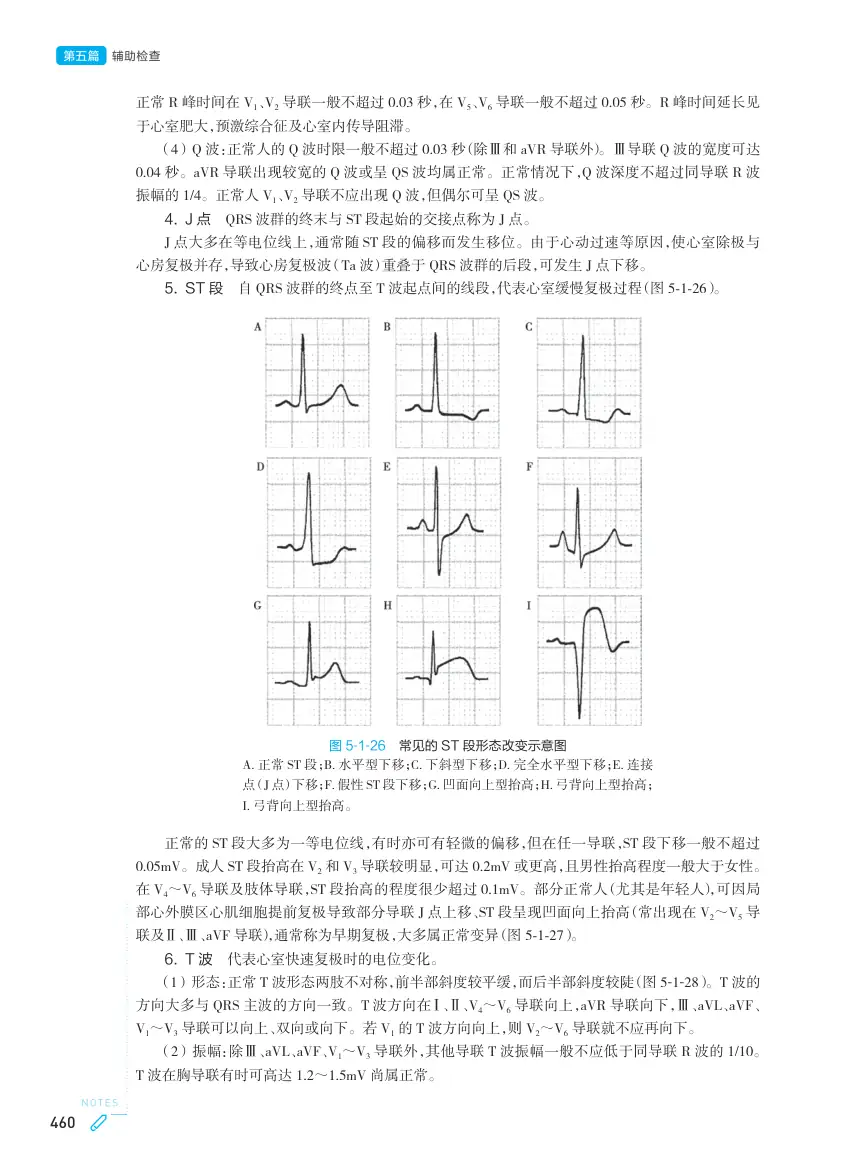 第五篇 辅助检查
正常 R 峰时间在 V₁、V₂ 导联一般不超过 0.03 秒,在 V₅、V₆ 导联一般不超过 0.05 秒。R 峰时间延长见
于心室肥大,预激综合征及心室内传导阻滞。
(4)Q 波:正常人的 Q 波时限一般不超过 0.03 秒(除Ⅲ和 aVR 导联外)。Ⅲ导联 Q 波的宽度可达
0.04 秒。aVR 导联出现较宽的 Q 波或呈 QS 波均属正常。正常情况下,Q 波深度不超过同导联 R 波
振幅的 1/4。正常人 V₁、V₂ 导联不应出现 Q 波,但偶尔可呈 QS 波。
4. J 点 QRS 波群的终末与 ST 段起始的交接点称为 J 点。
J 点大多在等电位线上,通常随 ST 段的偏移而发生移位。由于心动过速等原因,使心室除极与
心房复极并存,导致心房复极波(Ta 波)重叠于 QRS 波群的后段,可发生 J 点下移。
5. ST 段 自 QRS 波群的终点至 T 波起点间的线段,代表心室缓慢复极过程(图 5-1-26)。
A B C
D E F
G H I
图 5-1-26 常见的 ST 段形态改变示意图
A. 正常 ST 段;B. 水平型下移;C. 下斜型下移;D. 完全水平型下移;E. 连接
点(J 点)下移;F. 假性 ST 段下移;G. 凹面向上型抬高;H. 弓背向上型抬高;
I. 弓背向上型抬高。
正常的 ST 段大多为一等电位线,有时亦可有轻微的偏移,但在任一导联,ST 段下移一般不超过
0.05mV。成人 ST 段抬高在 V₂ 和 V₃ 导联较明显,可达 0.2mV 或更高,且男性抬高程度一般大于女性。
在 V₄～V₆ 导联及肢体导联,ST 段抬高的程度很少超过 0.1mV。部分正常人(尤其是年轻人),可因局
部心外膜区心肌细胞提前复极导致部分导联 J 点上移、ST 段呈现凹面向上抬高(常出现在 V₂～V₅ 导
联及Ⅱ、Ⅲ、aVF 导联),通常称为早期复极,大多属正常变异(图 5-1-27)。
6. T 波 代表心室快速复极时的电位变化。
(1)形态:正常 T 波形态两肢不对称,前半部斜度较平缓,而后半部斜度较陡(图 5-1-28)。T 波的
方向大多与 QRS 主波的方向一致。T 波方向在Ⅰ、Ⅱ、V₄～V₆ 导联向上,aVR 导联向下,Ⅲ、aVL、aVF、
V₁～V₃ 导联可以向上、双向或向下。若 V₁ 的 T 波方向向上,则 V₂～V₆ 导联就不应再向下。
(2)振幅:除Ⅲ、aVL、aVF、V₁～V₃ 导联外,其他导联 T 波振幅一般不应低于同导联 R 波的 1/10。
T 波在胸导联有时可高达 1.2～1.5mV 尚属正常。
NOTES
460